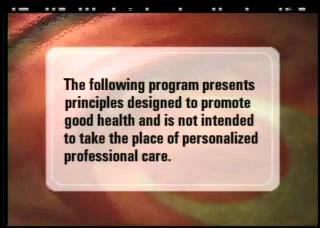 The following program presents
principles designed to promote
good health and is not intended
to take the place of personalized
professional care.